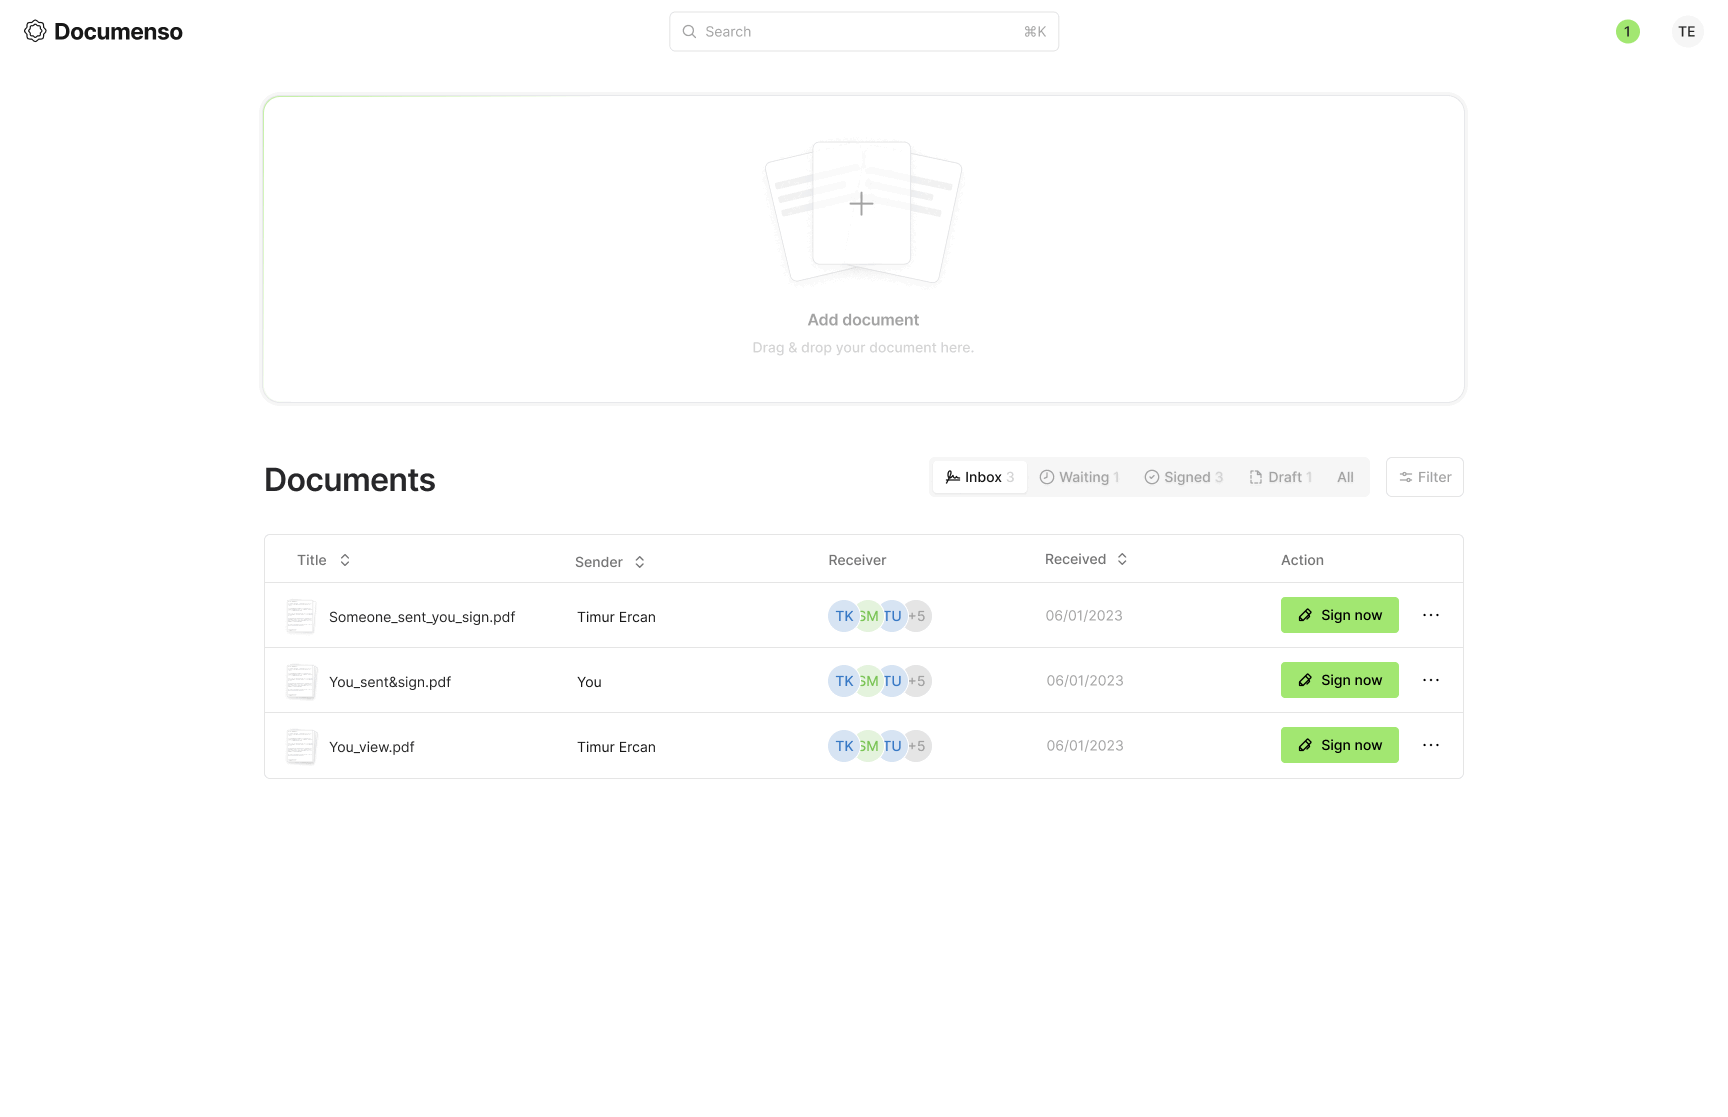 Documenso
Search ⌘K
1
TE
Add document
Drag & drop your document here.
Documents
Inbox 3 Waiting 1 Signed 3 Draft 1 All Filter
Title Sender Receiver Received Action
Someone_sent_you_sign.pdf Timur Ercan TK SM TU +5 06/01/2023 Sign now ...
You_sent&sign.pdf You TK SM TU +5 06/01/2023 Sign now ...
You_view.pdf Timur Ercan TK SM TU +5 06/01/2023 Sign now ...